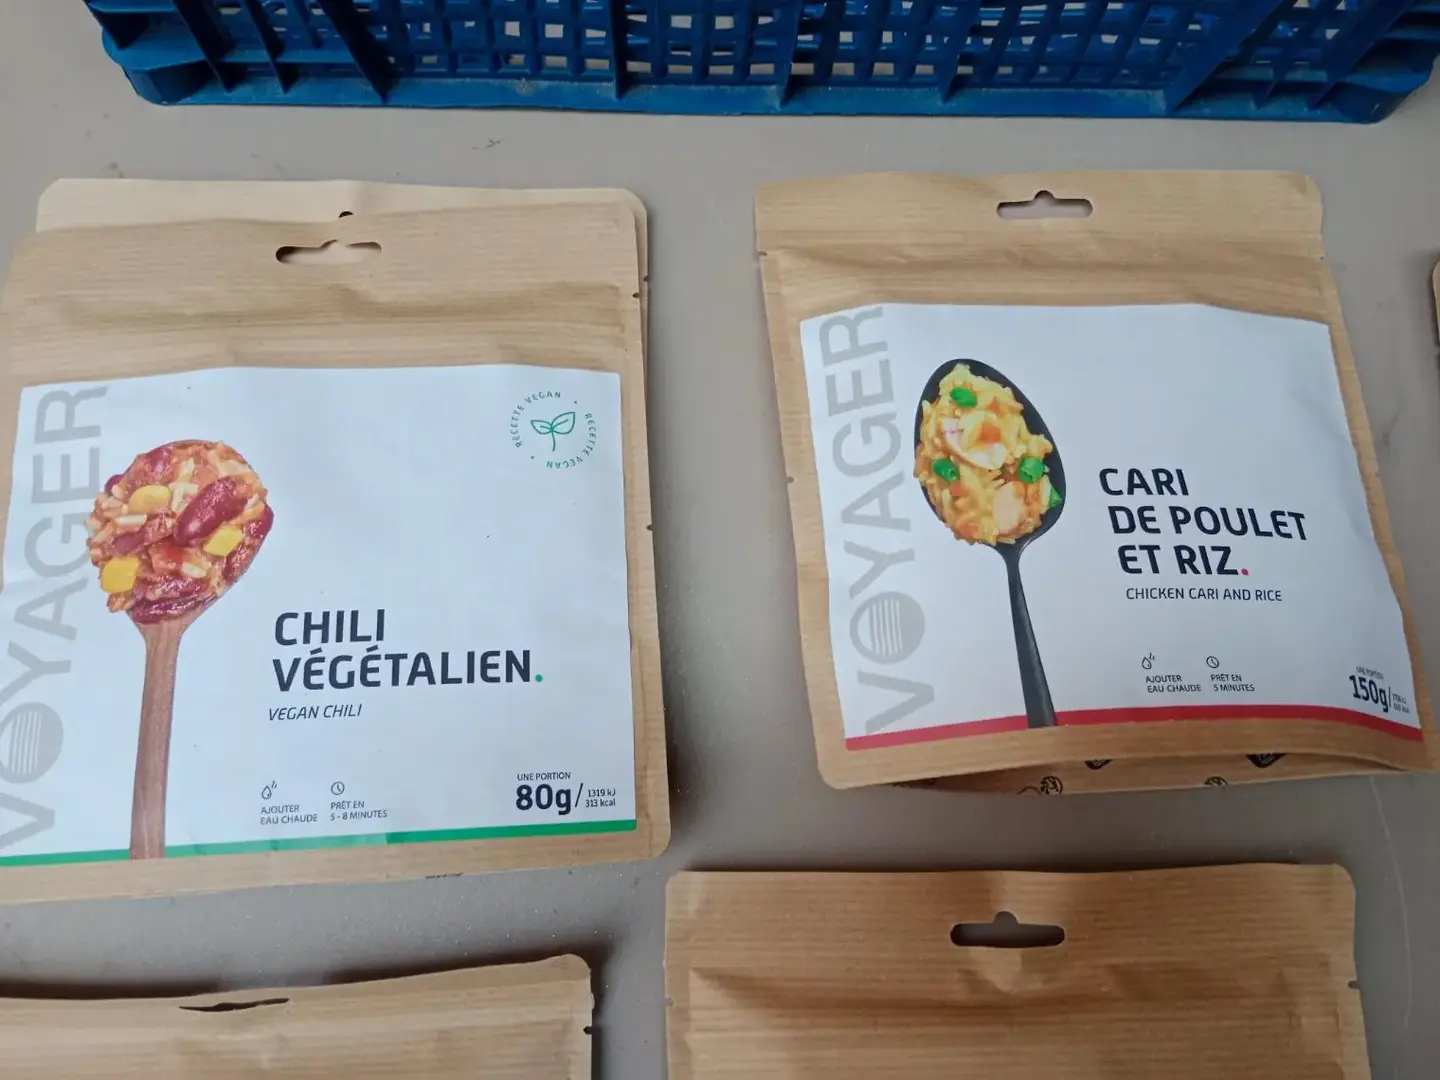 VOYAGER
RECETTE VEGAN • RECETTE VEGAN •
CHILI
VÉGÉTALIEN.
VEGAN CHILI
AJOUTER
EAU CHAUDE
PRÊT EN
5 - 8 MINUTES
UNE PORTION
80g/
1319 kJ
313 kcal
VOYAGER
CARI
DE POULET
ET RIZ.
CHICKEN CARI AND RICE
AJOUTER
EAU CHAUDE
PRÊT EN
5 MINUTES
UNE PORTION
150g/